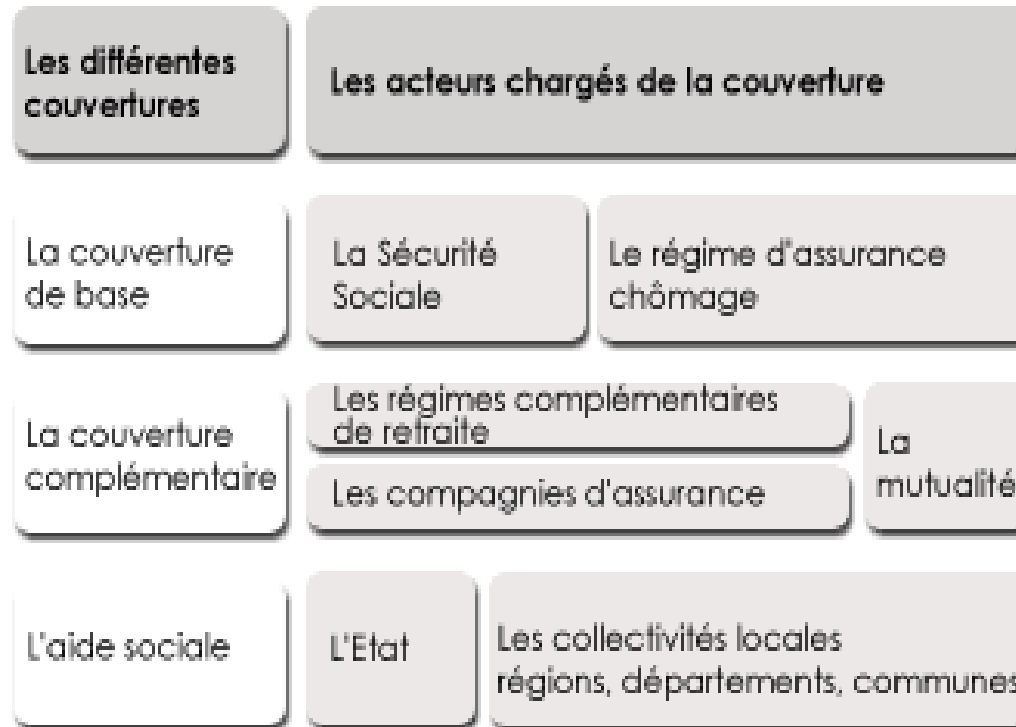 Les différentes
couvertures
Les acteurs chargés de la couverture
La couverture
de base
La Sécurité
Sociale
Le régime d'assurance
chômage
La couverture
complémentaire
Les régimes complémentaires
de retraite
Les compagnies d'assurance
La
mutualité
L'aide sociale
L'Etat
Les collectivités locales
régions, départements, communes